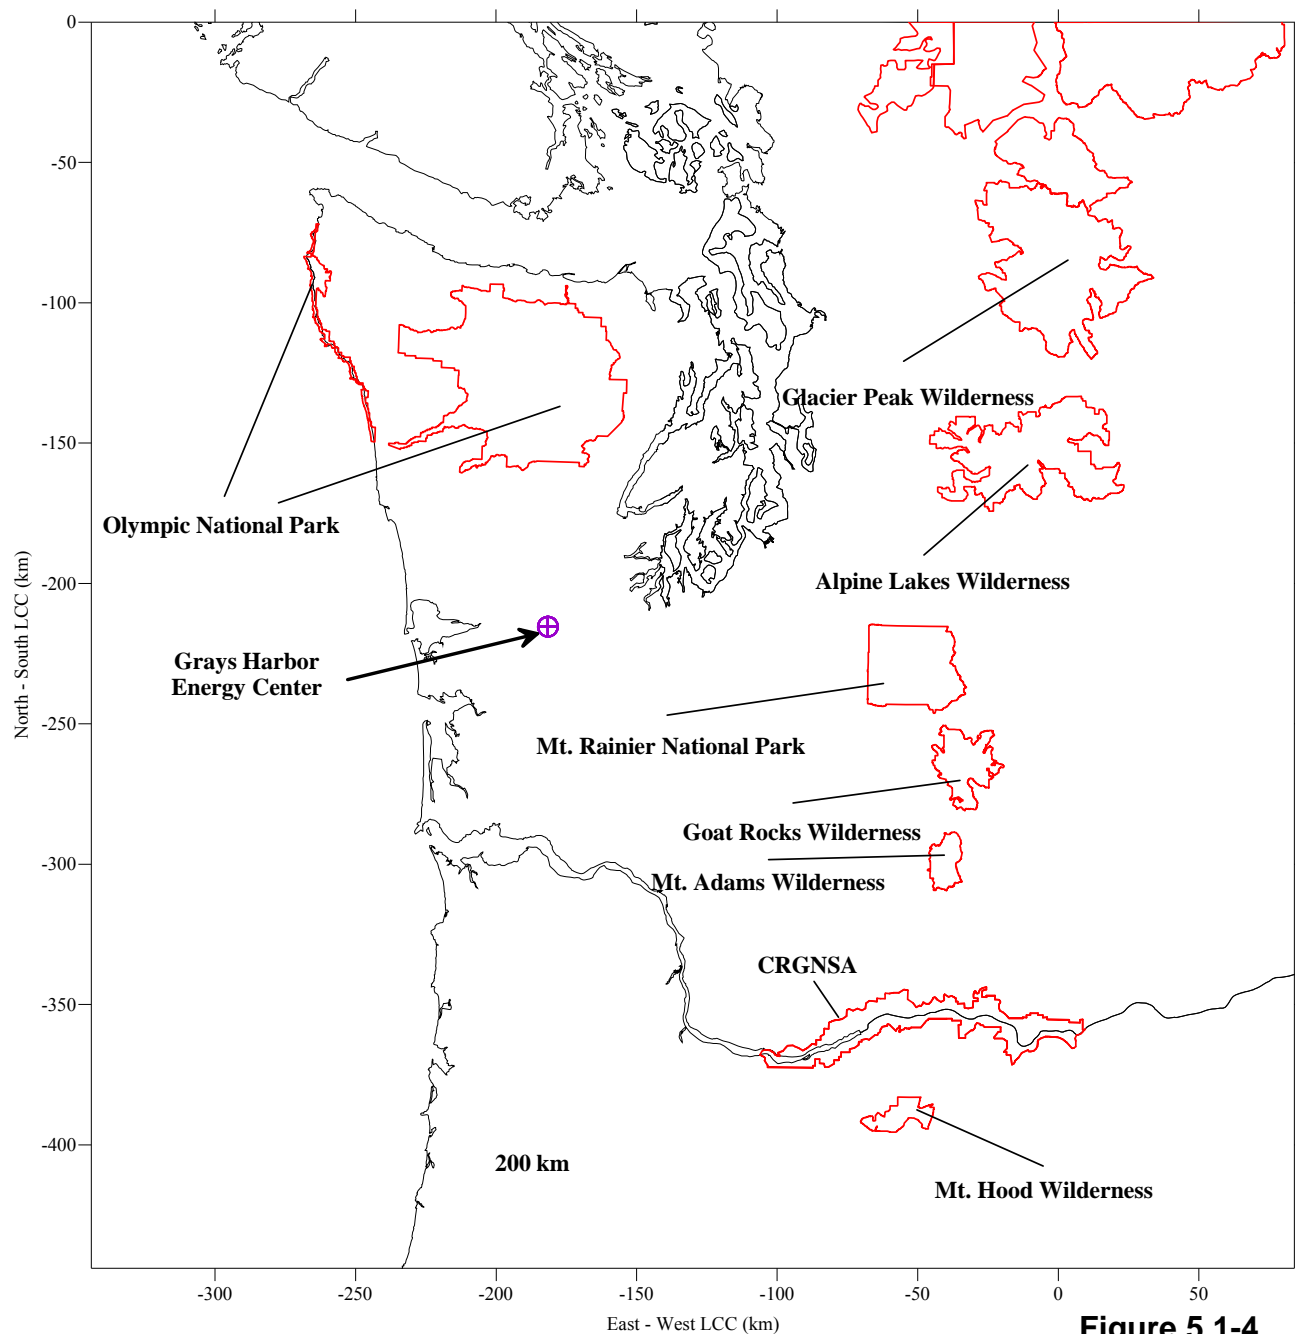 0
-50
-100
-150
-200
-250
-300
-350
-400
North - South LCC (km)
Glacier Peak Wilderness
Olympic National Park
Alpine Lakes Wilderness
Grays Harbor
Energy Center
Mt. Rainier National Park
Goat Rocks Wilderness
Mt. Adams Wilderness
CRGNSA
200 km
Mt. Hood Wilderness
-300
-250
-200
-150
-100
-50
0
50
East - West LCC (km)
Figure 5.1-4